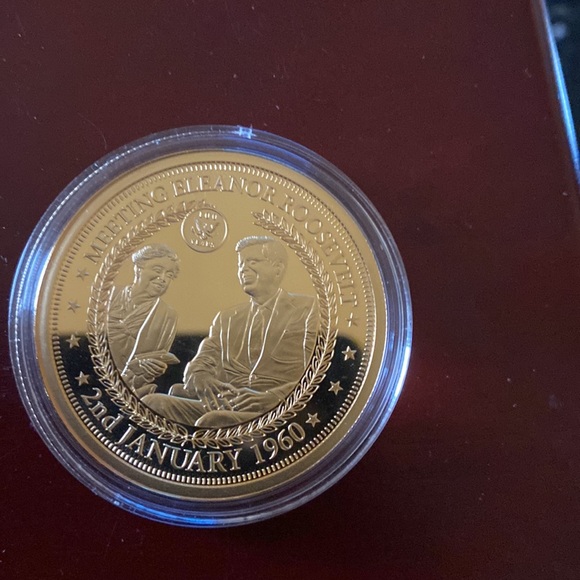 MEETING ELEANOR ROOSEVELT
2nd JANUARY 1960